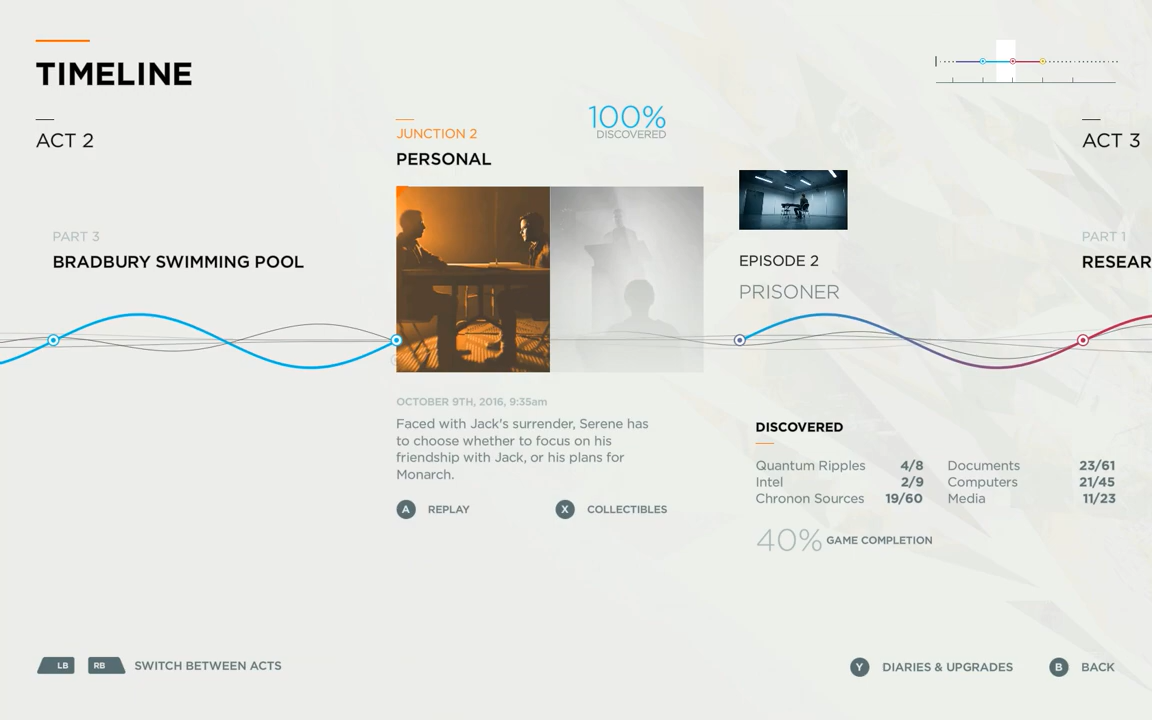 TIMELINE
ACT 2
PART 3
BRADBURY SWIMMING POOL
JUNCTION 2
PERSONAL
100%
DISCOVERED
OCTOBER 9TH, 2016, 9:35am
Faced with Jack's surrender, Serene has
to choose whether to focus on his
friendship with Jack, or his plans for
Monarch.
A REPLAY
X COLLECTIBLES
EPISODE 2
PRISONER
ACT 3
PART 1
RESEAR
DISCOVERED
Quantum Ripples 4/8 Documents 23/61
Intel 2/9 Computers 21/45
Chronon Sources 19/60 Media 11/23
40% GAME COMPLETION
LB RB SWITCH BETWEEN ACTS
Y DIARIES & UPGRADES
B BACK